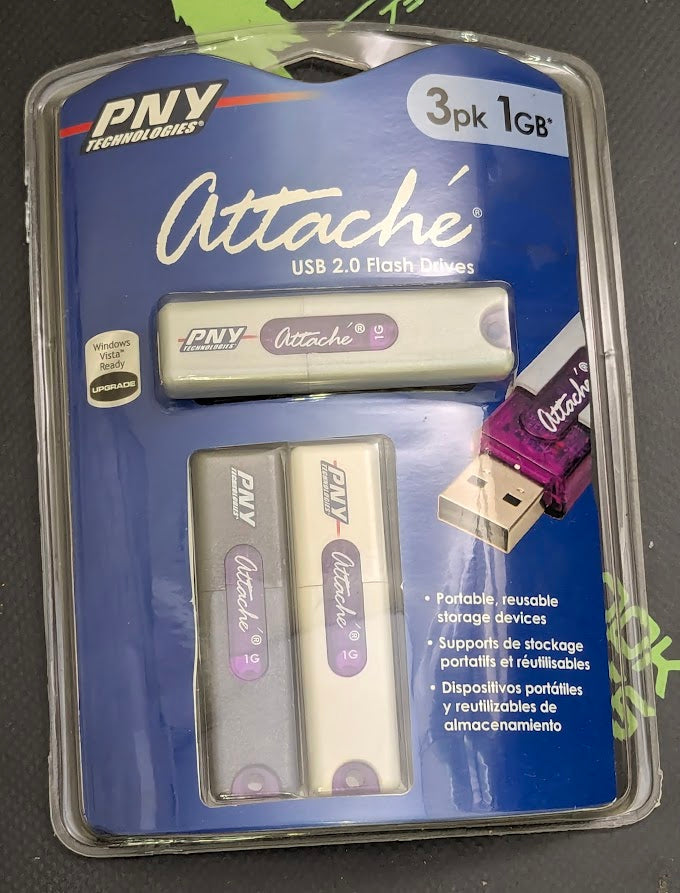 PNY
TECHNOLOGIES®
3pk 1GB*
Attaché®
USB 2.0 Flash Drives
PNY
TECHNOLOGIES®
Attaché®
1G
Windows
Vista™
Ready
UPGRADE
Attaché®
PNY
TECHNOLOGIES®
Attaché®
1G
PNY
TECHNOLOGIES®
Attaché®
1G
• Portable, reusable
storage devices
• Supports de stockage
portatifs et réutilisables
• Dispositivos portátiles
y reutilizables de
almacenamiento